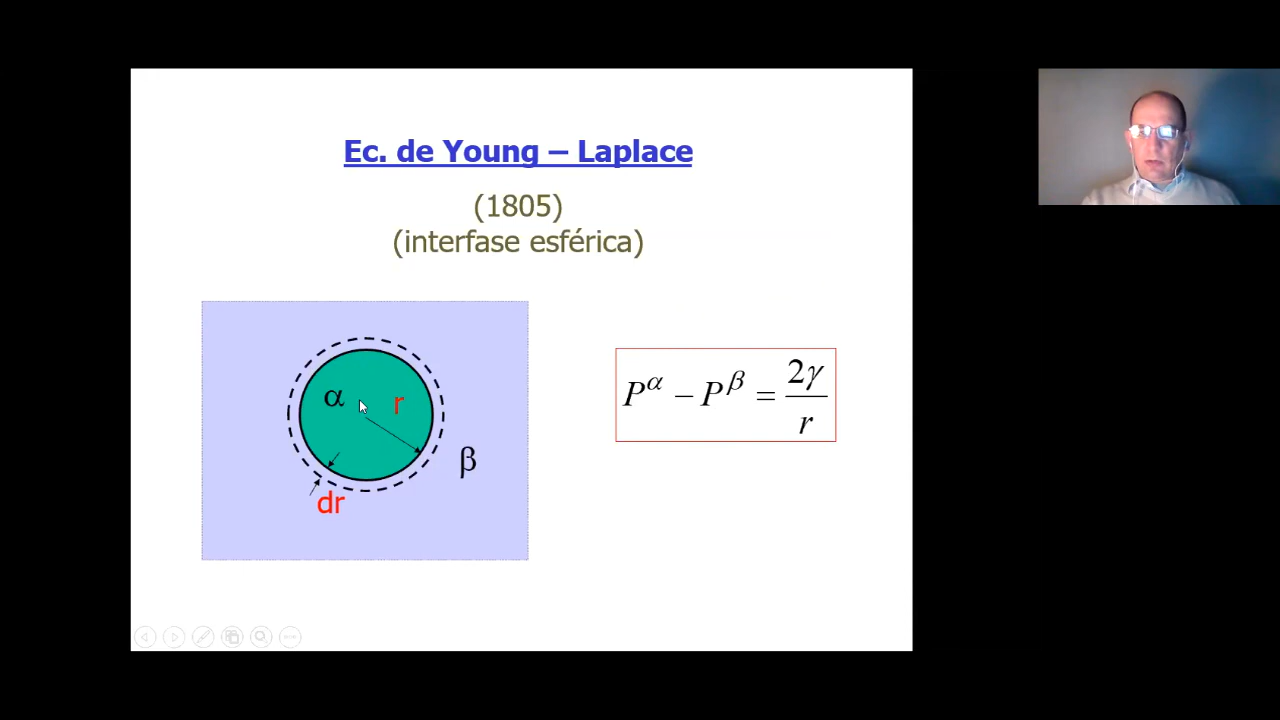 Ec. de Young – Laplace
(1805)
(interfase esférica)
α
r
β
dr
P^α − P^β = 2γ/r